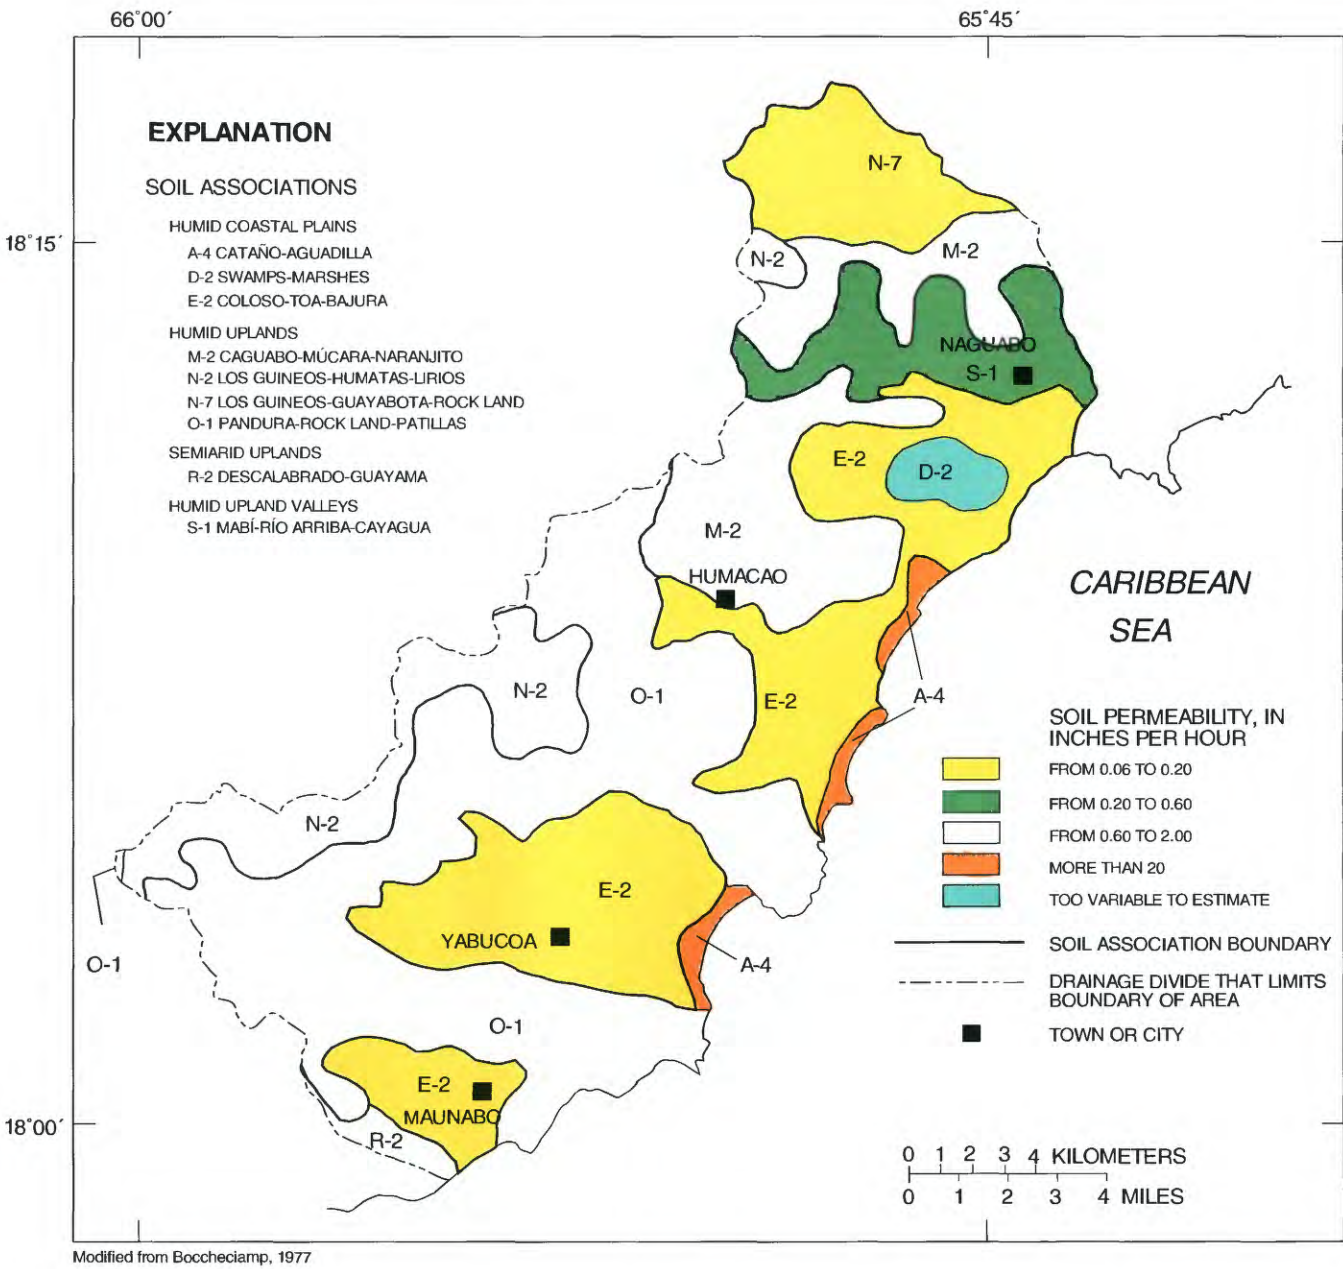 66°00´
65°45´
EXPLANATION
SOIL ASSOCIATIONS
HUMID COASTAL PLAINS
A-4 CATAÑO-AGUADILLA
D-2 SWAMPS-MARSHES
E-2 COLOSO-TOA-BAJURA
HUMID UPLANDS
M-2 CAGUABO-MÚCARA-NARANJITO
N-2 LOS GUINEOS-HUMATAS-LIRIOS
N-7 LOS GUINEOS-GUAYABOTA-ROCK LAND
O-1 PANDURA-ROCK LAND-PATILLAS
SEMIARID UPLANDS
R-2 DESCALABRADO-GUAYAMA
HUMID UPLAND VALLEYS
S-1 MABÍ-RÍO ARRIBA-CAYAGUA
18°15´
18°00´
N-7
M-2
N-2
NAGUABO
S-1
E-2
D-2
M-2
HUMACAO
N-2
O-1
E-2
A-4
N-2
E-2
YABUCOA
A-4
O-1
O-1
E-2
MAUNABO
R-2
CARIBBEAN
SEA
SOIL PERMEABILITY, IN
INCHES PER HOUR
FROM 0.06 TO 0.20
FROM 0.20 TO 0.60
FROM 0.60 TO 2.00
MORE THAN 20
TOO VARIABLE TO ESTIMATE
SOIL ASSOCIATION BOUNDARY
DRAINAGE DIVIDE THAT LIMITS
BOUNDARY OF AREA
TOWN OR CITY
0 1 2 3 4 KILOMETERS
0 1 2 3 4 MILES
Modified from Boccheciamp, 1977